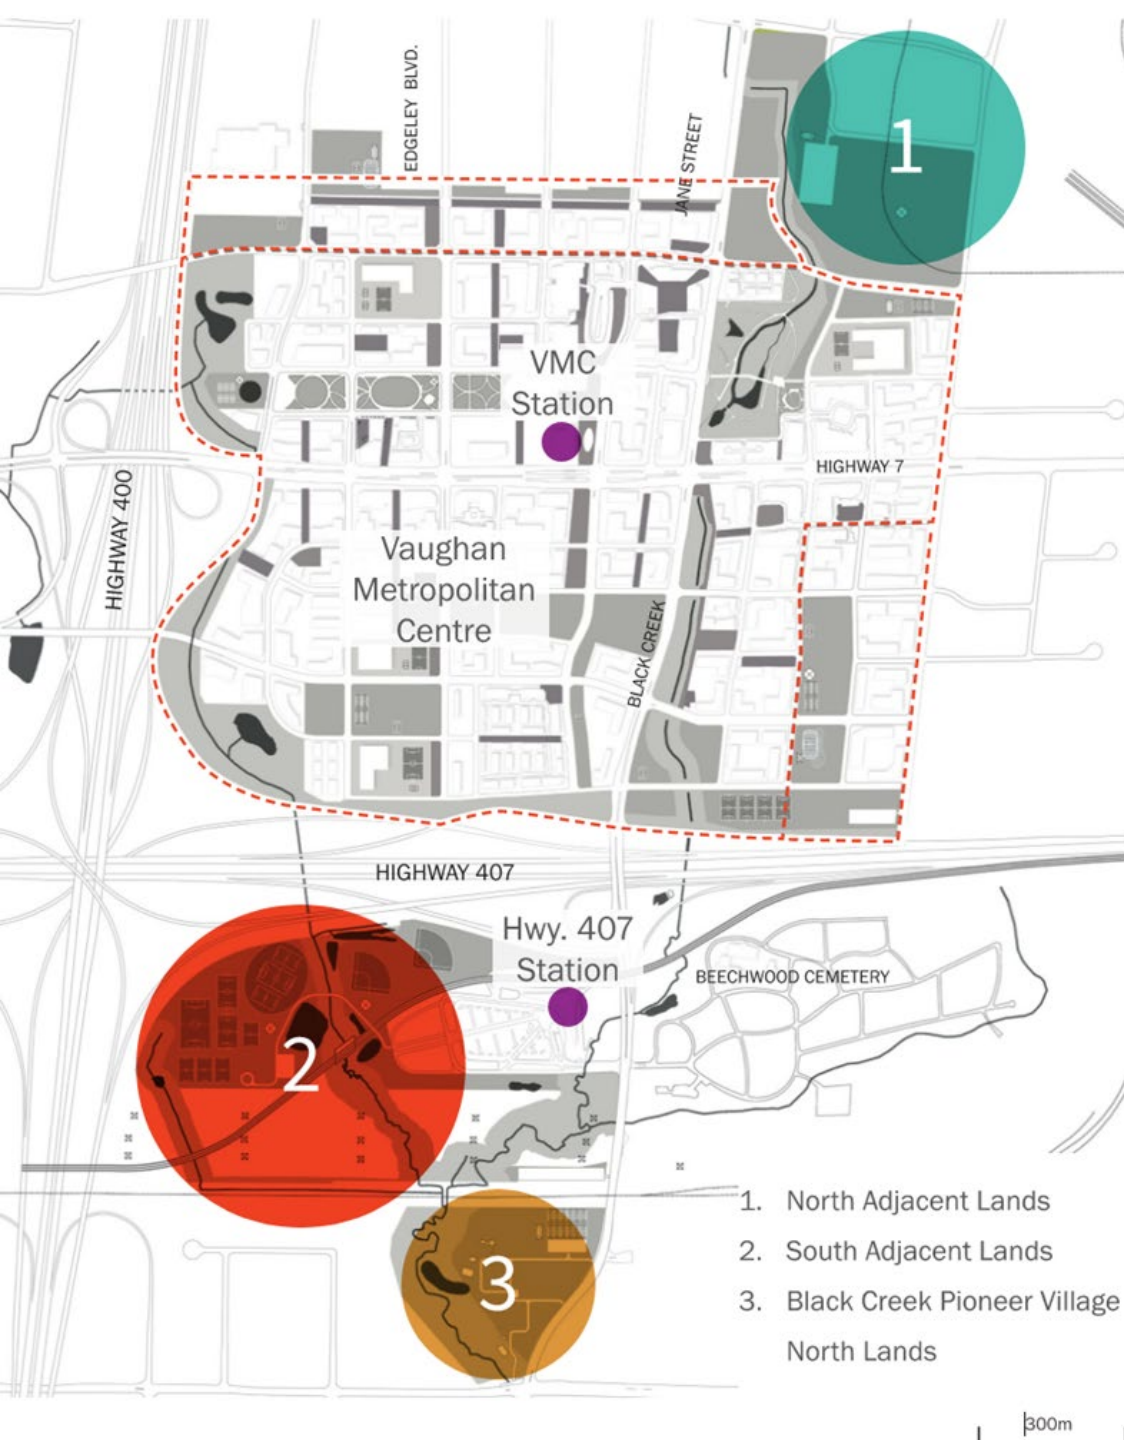 EDGELEY BLVD.
JANE STREET
1
VMC
Station
HIGHWAY 7
HIGHWAY 400
Vaughan
Metropolitan
Centre
BLACK CREEK
HIGHWAY 407
Hwy. 407
Station
BEECHWOOD CEMETERY
2
3
1. North Adjacent Lands
2. South Adjacent Lands
3. Black Creek Pioneer Village
North Lands
300m